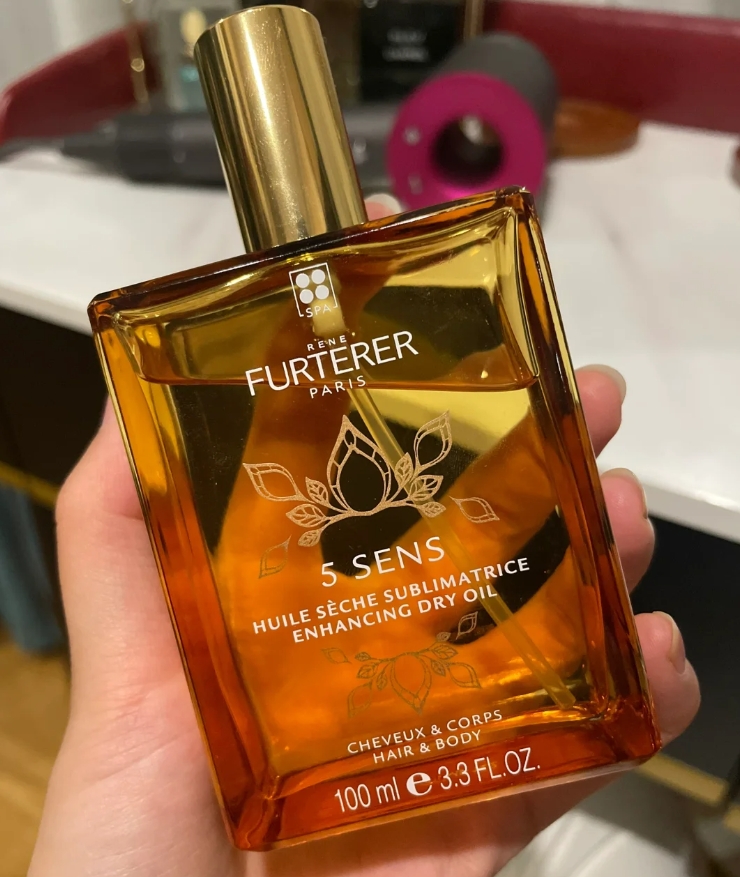 SPA
RENE
FURTERER
PARIS
5 SENS
HUILE SÈCHE SUBLIMATRICE
ENHANCING DRY OIL
CHEVEUX & CORPS
HAIR & BODY
100 ml ℮ 3.3 FL.OZ.